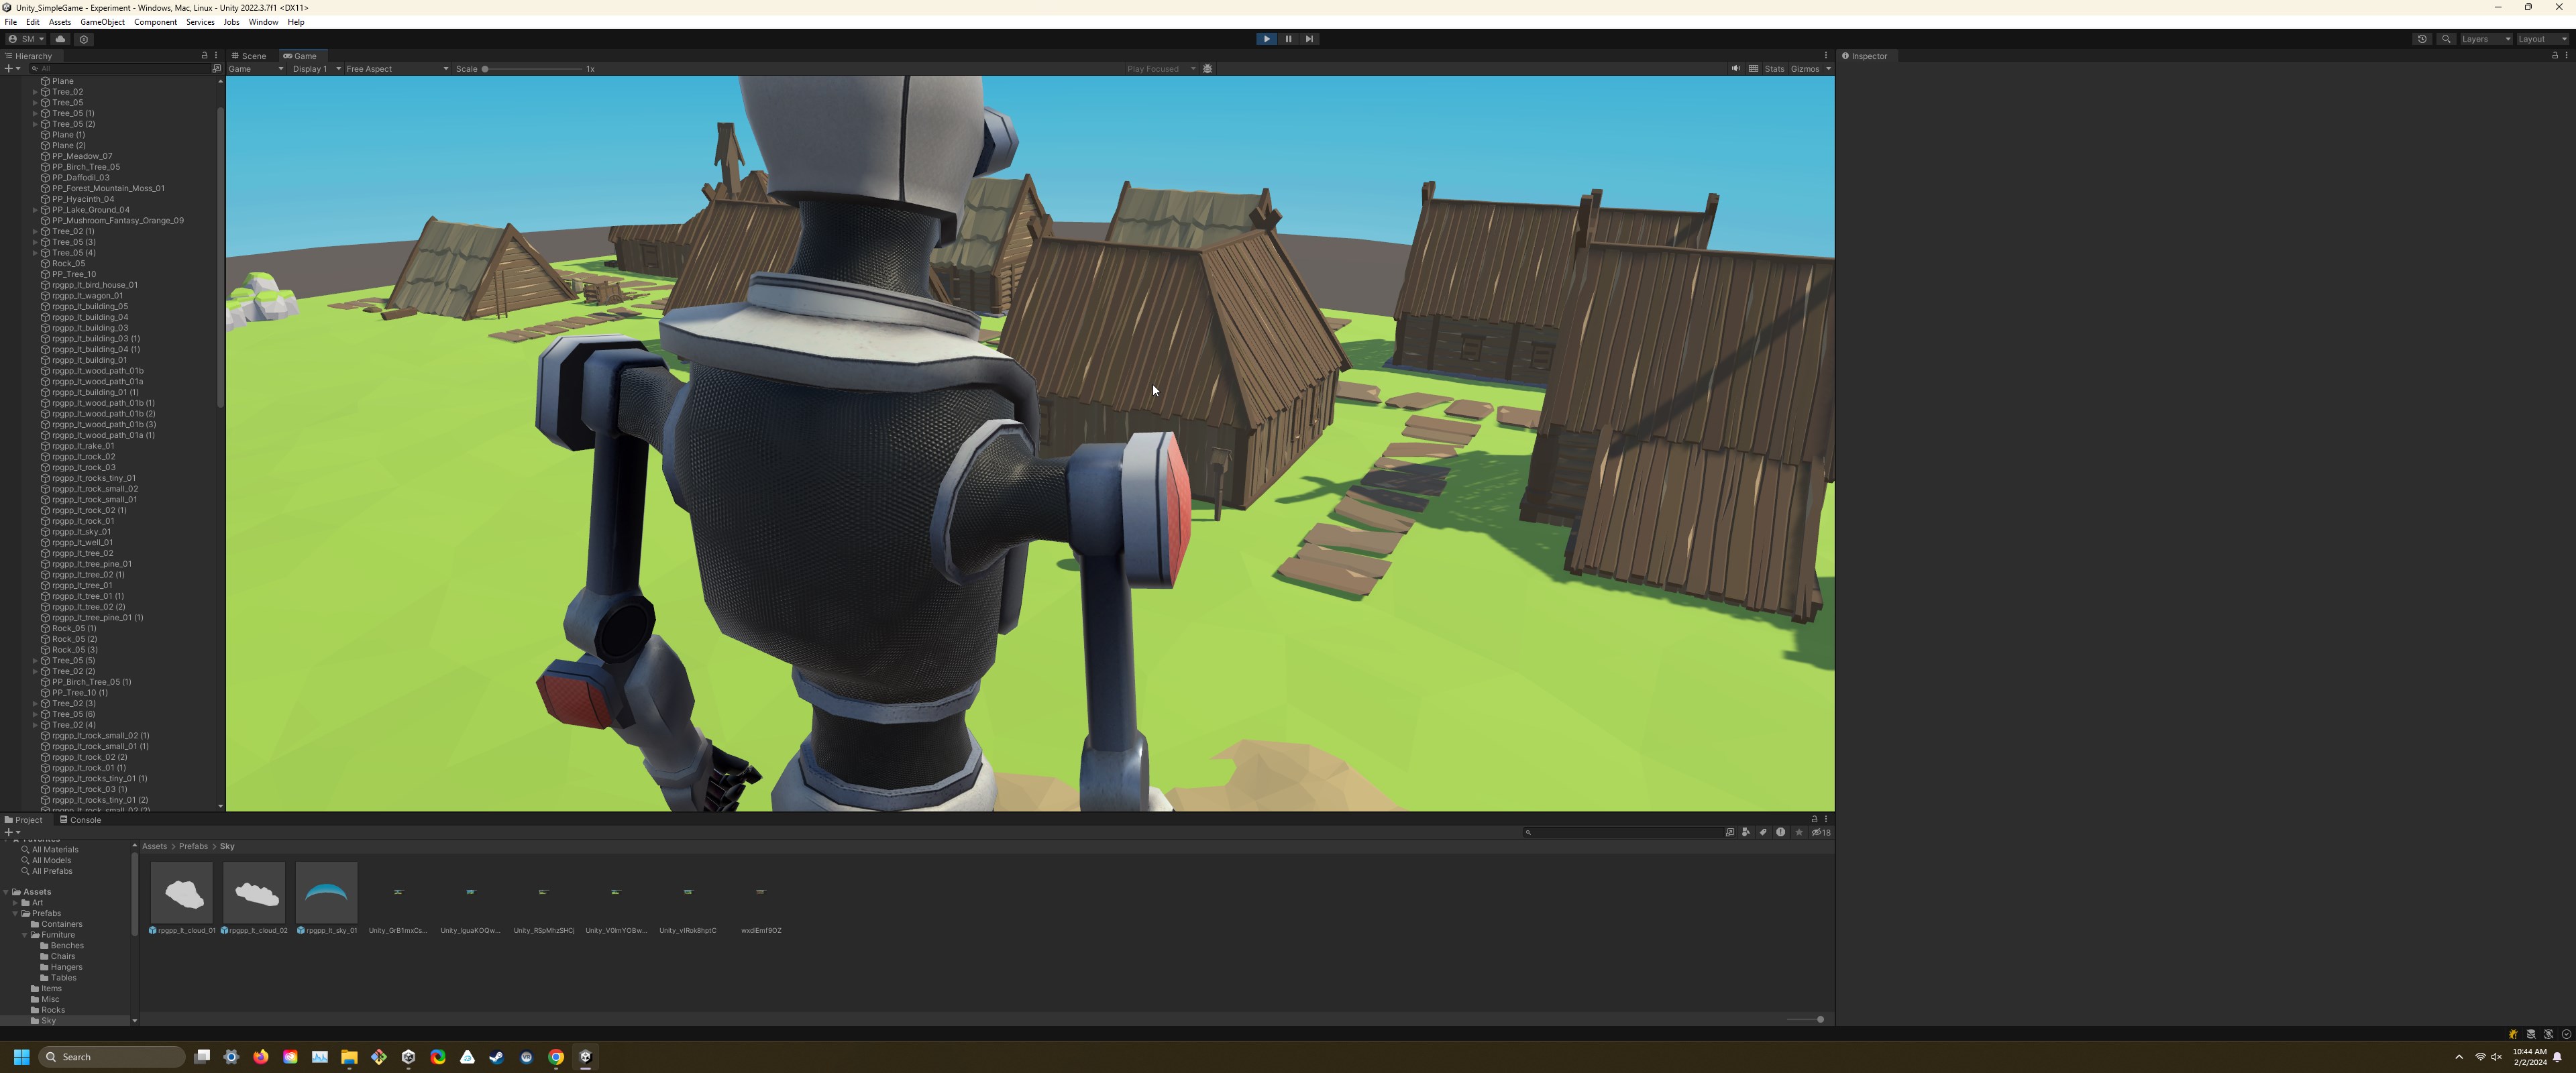 Unity_SimpleGame - Experiment - Windows, Mac, Linux - Unity 2022.3.7f1 <DX11>
File Edit Assets GameObject Component Services Jobs Window Help
SM
Layers Layout
Hierarchy
All
Plane
Tree_02
Tree_05
Tree_05 (1)
Tree_05 (2)
Plane (1)
Plane (2)
PP_Meadow_07
PP_Birch_Tree_05
PP_Daffodil_03
PP_Forest_Mountain_Moss_01
PP_Hyacinth_04
PP_Lake_Ground_04
PP_Mushroom_Fantasy_Orange_09
Tree_02 (1)
Tree_05 (3)
Tree_05 (4)
Rock_05
PP_Tree_10
rpgpp_lt_bird_house_01
rpgpp_lt_wagon_01
rpgpp_lt_building_05
rpgpp_lt_building_04
rpgpp_lt_building_03
rpgpp_lt_building_03 (1)
rpgpp_lt_building_04 (1)
rpgpp_lt_building_01
rpgpp_lt_wood_path_01b
rpgpp_lt_wood_path_01a
rpgpp_lt_building_01 (1)
rpgpp_lt_wood_path_01b (1)
rpgpp_lt_wood_path_01b (2)
rpgpp_lt_wood_path_01b (3)
rpgpp_lt_wood_path_01a (1)
rpgpp_lt_rake_01
rpgpp_lt_rock_02
rpgpp_lt_rock_03
rpgpp_lt_rocks_tiny_01
rpgpp_lt_rock_small_02
rpgpp_lt_rock_small_01
rpgpp_lt_rock_02 (1)
rpgpp_lt_rock_01
rpgpp_lt_sky_01
rpgpp_lt_well_01
rpgpp_lt_tree_02
rpgpp_lt_tree_pine_01
rpgpp_lt_tree_02 (1)
rpgpp_lt_tree_01
rpgpp_lt_tree_01 (1)
rpgpp_lt_tree_02 (2)
rpgpp_lt_tree_pine_01 (1)
Rock_05 (1)
Rock_05 (2)
Rock_05 (3)
Tree_05 (5)
Tree_02 (2)
PP_Birch_Tree_05 (1)
PP_Tree_10 (1)
Tree_02 (3)
Tree_05 (6)
Tree_02 (4)
rpgpp_lt_rock_small_02 (1)
rpgpp_lt_rock_small_01 (1)
rpgpp_lt_rock_02 (2)
rpgpp_lt_rock_01 (1)
rpgpp_lt_rocks_tiny_01 (1)
rpgpp_lt_rock_03 (1)
rpgpp_lt_rocks_tiny_01 (2)
Scene Game
Game Display 1 Free Aspect Scale 1x Play Focused Stats Gizmos
Inspector
Project Console
18
All Materials
All Models
All Prefabs
Assets
Art
Prefabs
Containers
Furniture
Benches
Chairs
Hangers
Tables
Items
Misc
Rocks
Sky
Assets > Prefabs > Sky
rpgpp_lt_cloud_01 rpgpp_lt_cloud_02 rpgpp_lt_sky_01 Unity_GrB1mxCs... Unity_RSpMhzSHCj wxdiEmf9OZ
Search
10:44 AM
2/2/2024